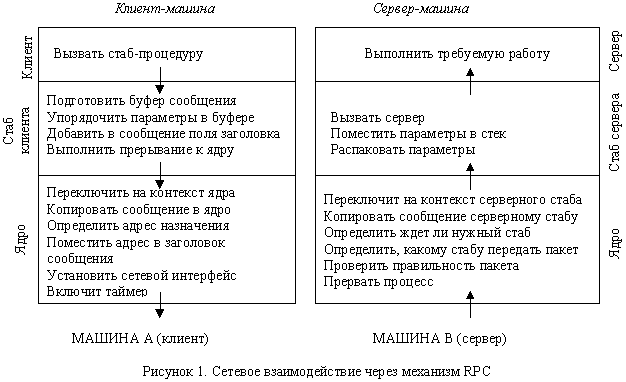 Клиент-машина
Сервер-машина
Клиент
Вызвать стаб-процедуру
Стаб
клиента
Подготовить буфер сообщения
Упорядочить параметры в буфере
Добавить в сообщение поля заголовка
Выполнить прерывание к ядру
Ядро
Переключить на контекст ядра
Копировать сообщение в ядро
Определить адрес назначения
Поместить адрес в заголовок
сообщения
Установить сетевой интерфейс
Включит таймер
МАШИНА А (клиент)
Выполнить требуемую работу
Сервер
Вызвать сервер
Поместить параметры в стек
Распаковать параметры
Стаб сервера
Переключит на контекст серверного стаба
Копировать сообщение серверному стабу
Определить ждет ли нужный стаб
Определить, какому стабу передать пакет
Проверить правильность пакета
Прервать процесс
Ядро
МАШИНА В (сервер)
Рисунок 1. Сетевое взаимодействие через механизм RPC